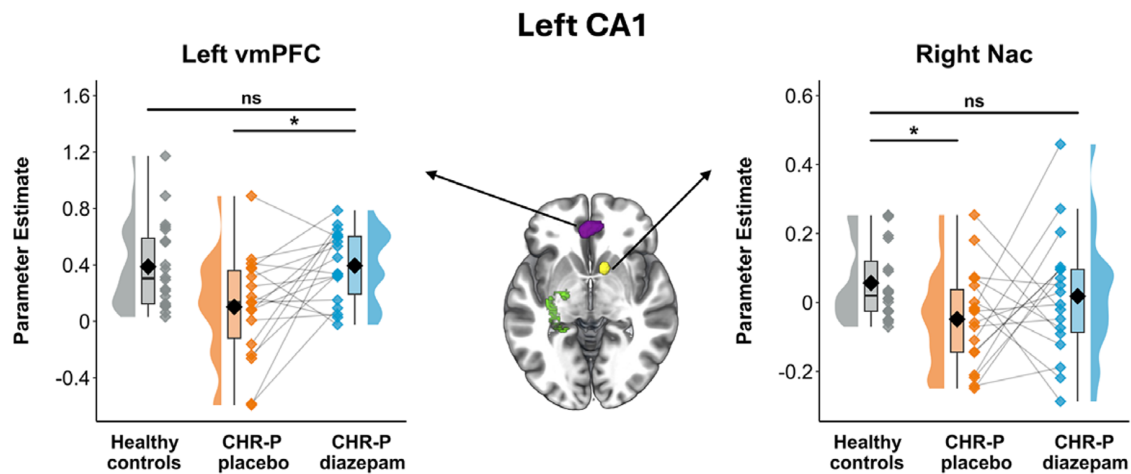 Left CA1
Left vmPFC
Parameter Estimate
1.6
1.2
0.8
0.4
0
-0.4
ns
*
Healthy
controls
CHR-P
placebo
CHR-P
diazepam
Right Nac
Parameter Estimate
0.6
0.4
0.2
0
-0.2
ns
*
Healthy
controls
CHR-P
placebo
CHR-P
diazepam